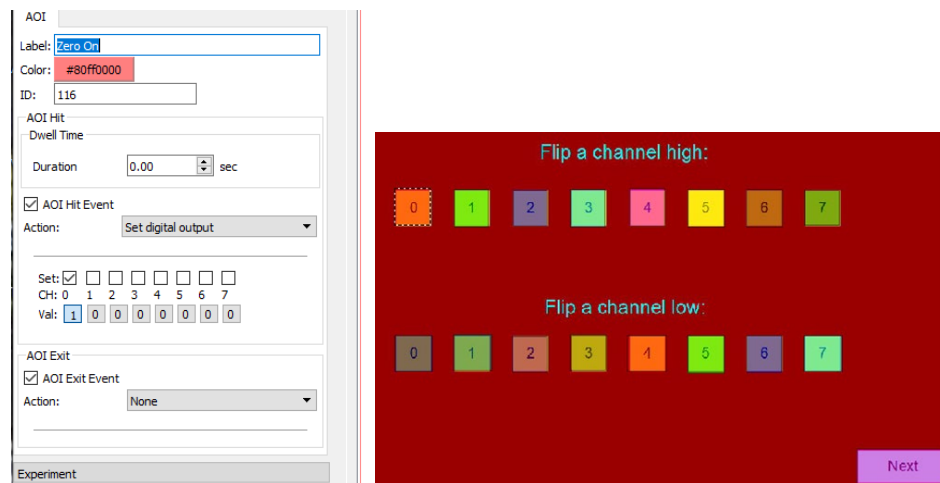 AOI
Label: Zero On
Color: #80ff0000
ID: 116
AOI Hit
Dwell Time
Duration 0.00 sec
AOI Hit Event
Action: Set digital output
Set:
CH: 0 1 2 3 4 5 6 7
Val: 1 0 0 0 0 0 0 0
AOI Exit
AOI Exit Event
Action: None
Experiment
Flip a channel high:
0 1 2 3 4 5 6 7
Flip a channel low:
0 1 2 3 4 5 6 7
Next